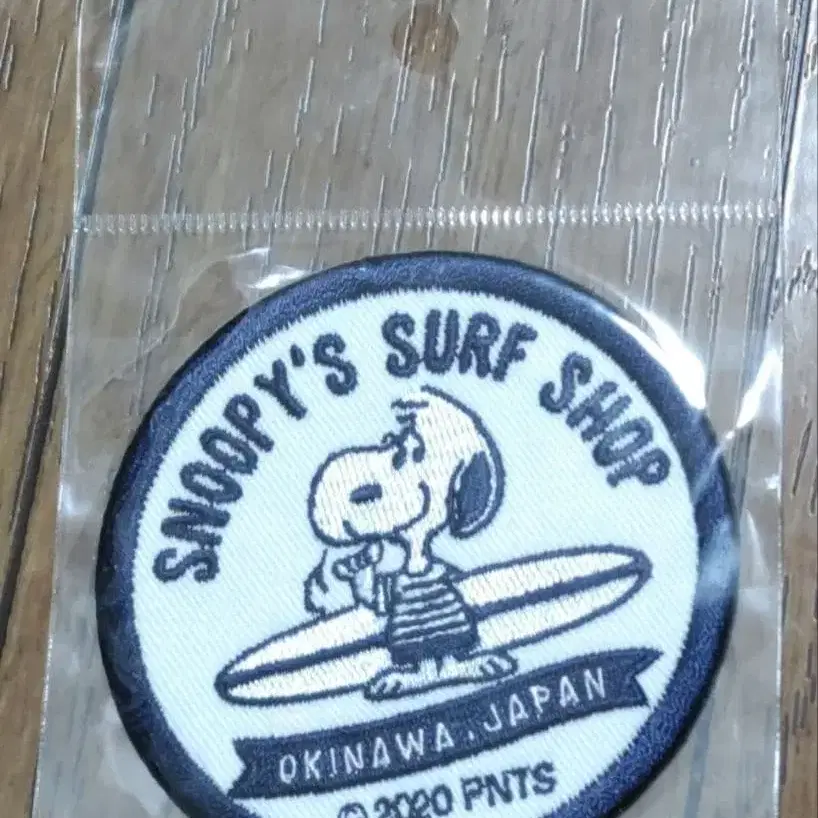 SNOOPY'S SURF SHOP
OKINAWA, JAPAN
© 2020 PNTS